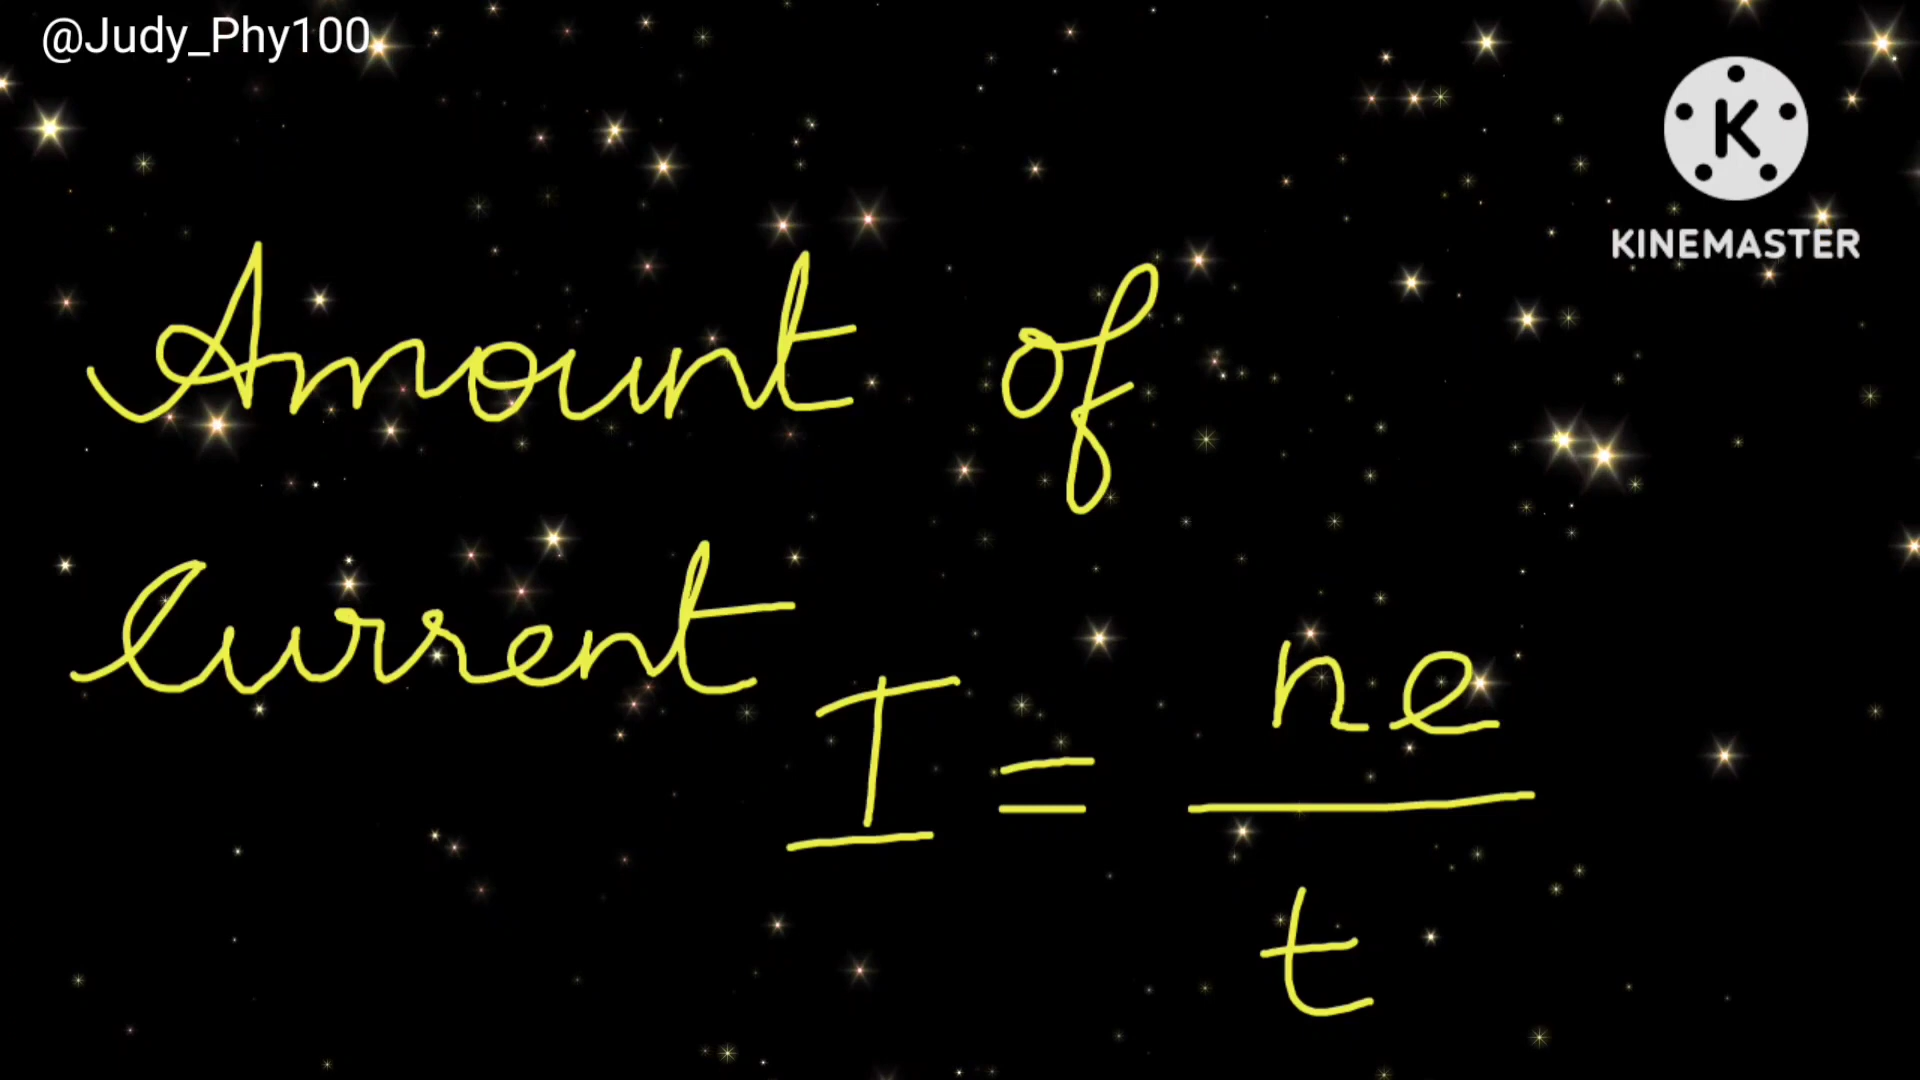 @Judy_Phy100
K
KINEMASTER
Amount of
Current
I = ne
t